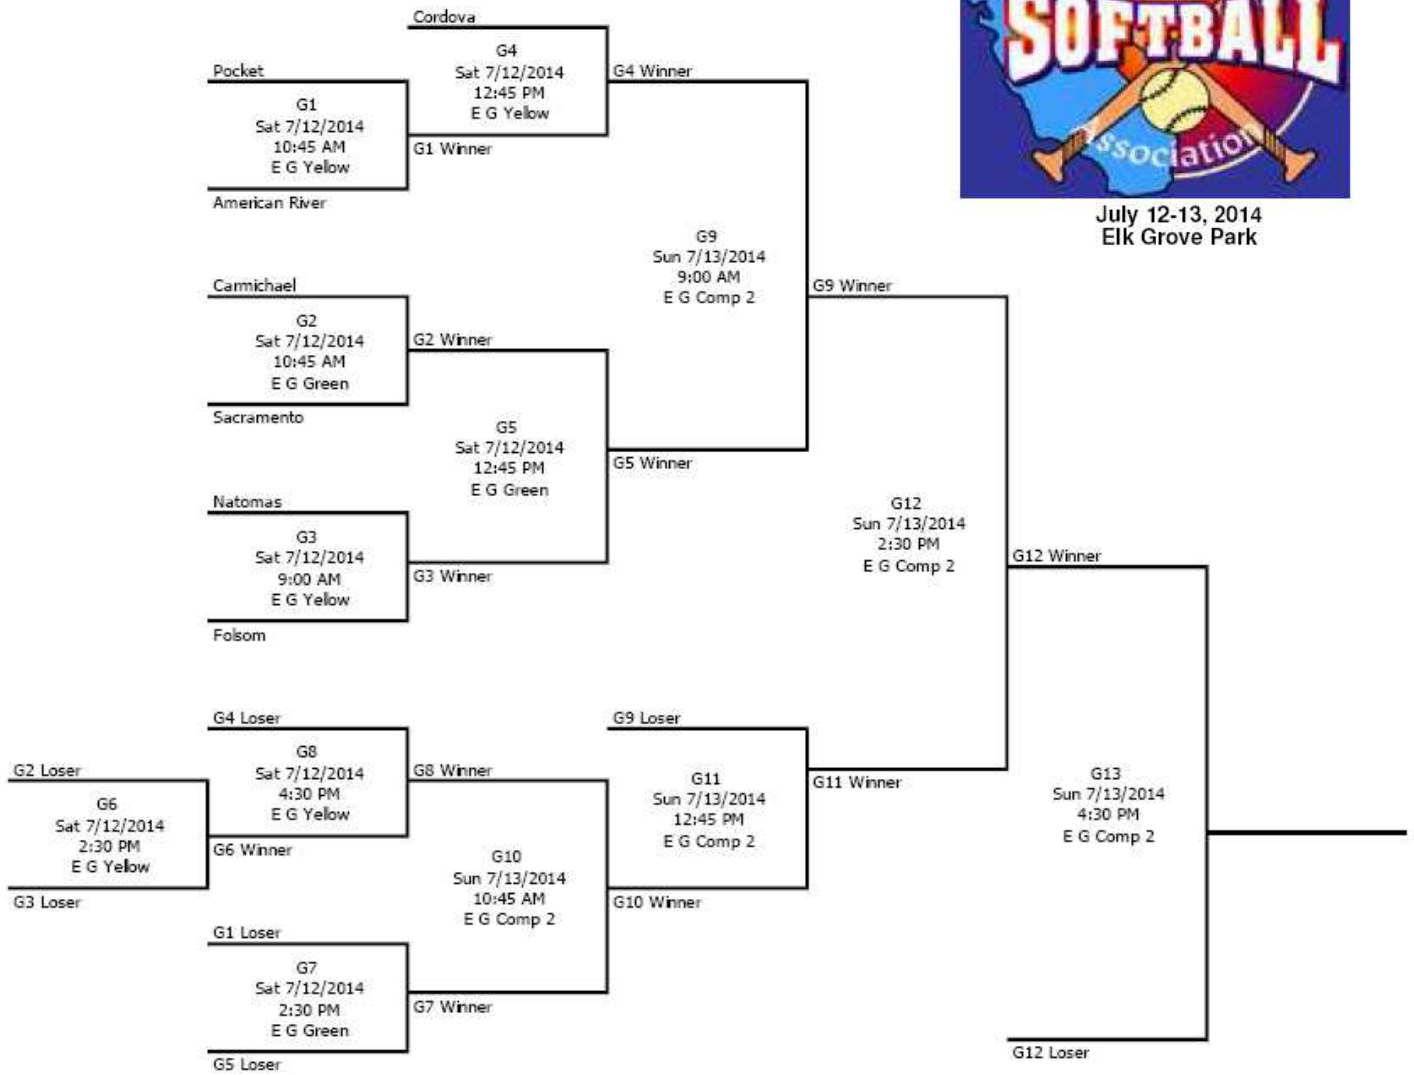 Cordova
G4
Sat 7/12/2014
12:45 PM
E G Yellow
Pocket
G4 Winner
G1
Sat 7/12/2014
10:45 AM
E G Yellow
G1 Winner
American River
SOFTBALL
Association
July 12-13, 2014
Elk Grove Park
G9
Sun 7/13/2014
9:00 AM
E G Comp 2
Carmichael
G9 Winner
G2
Sat 7/12/2014
10:45 AM
E G Green
G2 Winner
Sacramento
G5
Sat 7/12/2014
12:45 PM
E G Green
G5 Winner
Natomas
G3
Sat 7/12/2014
9:00 AM
E G Yellow
G3 Winner
Folsom
G12
Sun 7/13/2014
2:30 PM
E G Comp 2
G12 Winner
G4 Loser
G9 Loser
G8
Sat 7/12/2014
4:30 PM
E G Yellow
G2 Loser
G8 Winner
G6
Sat 7/12/2014
2:30 PM
E G Yellow
G6 Winner
G3 Loser
G11
Sun 7/13/2014
12:45 PM
E G Comp 2
G11 Winner
G13
Sun 7/13/2014
4:30 PM
E G Comp 2
G10
Sun 7/13/2014
10:45 AM
E G Comp 2
G10 Winner
G1 Loser
G7
Sat 7/12/2014
2:30 PM
E G Green
G7 Winner
G5 Loser
G12 Loser